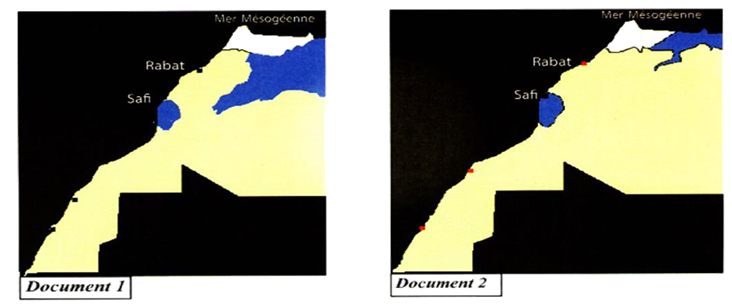 Mer Mésogéenne
Rabat
Safi
Document 1
Mer Mésogéenne
Rabat
Safi
Document 2